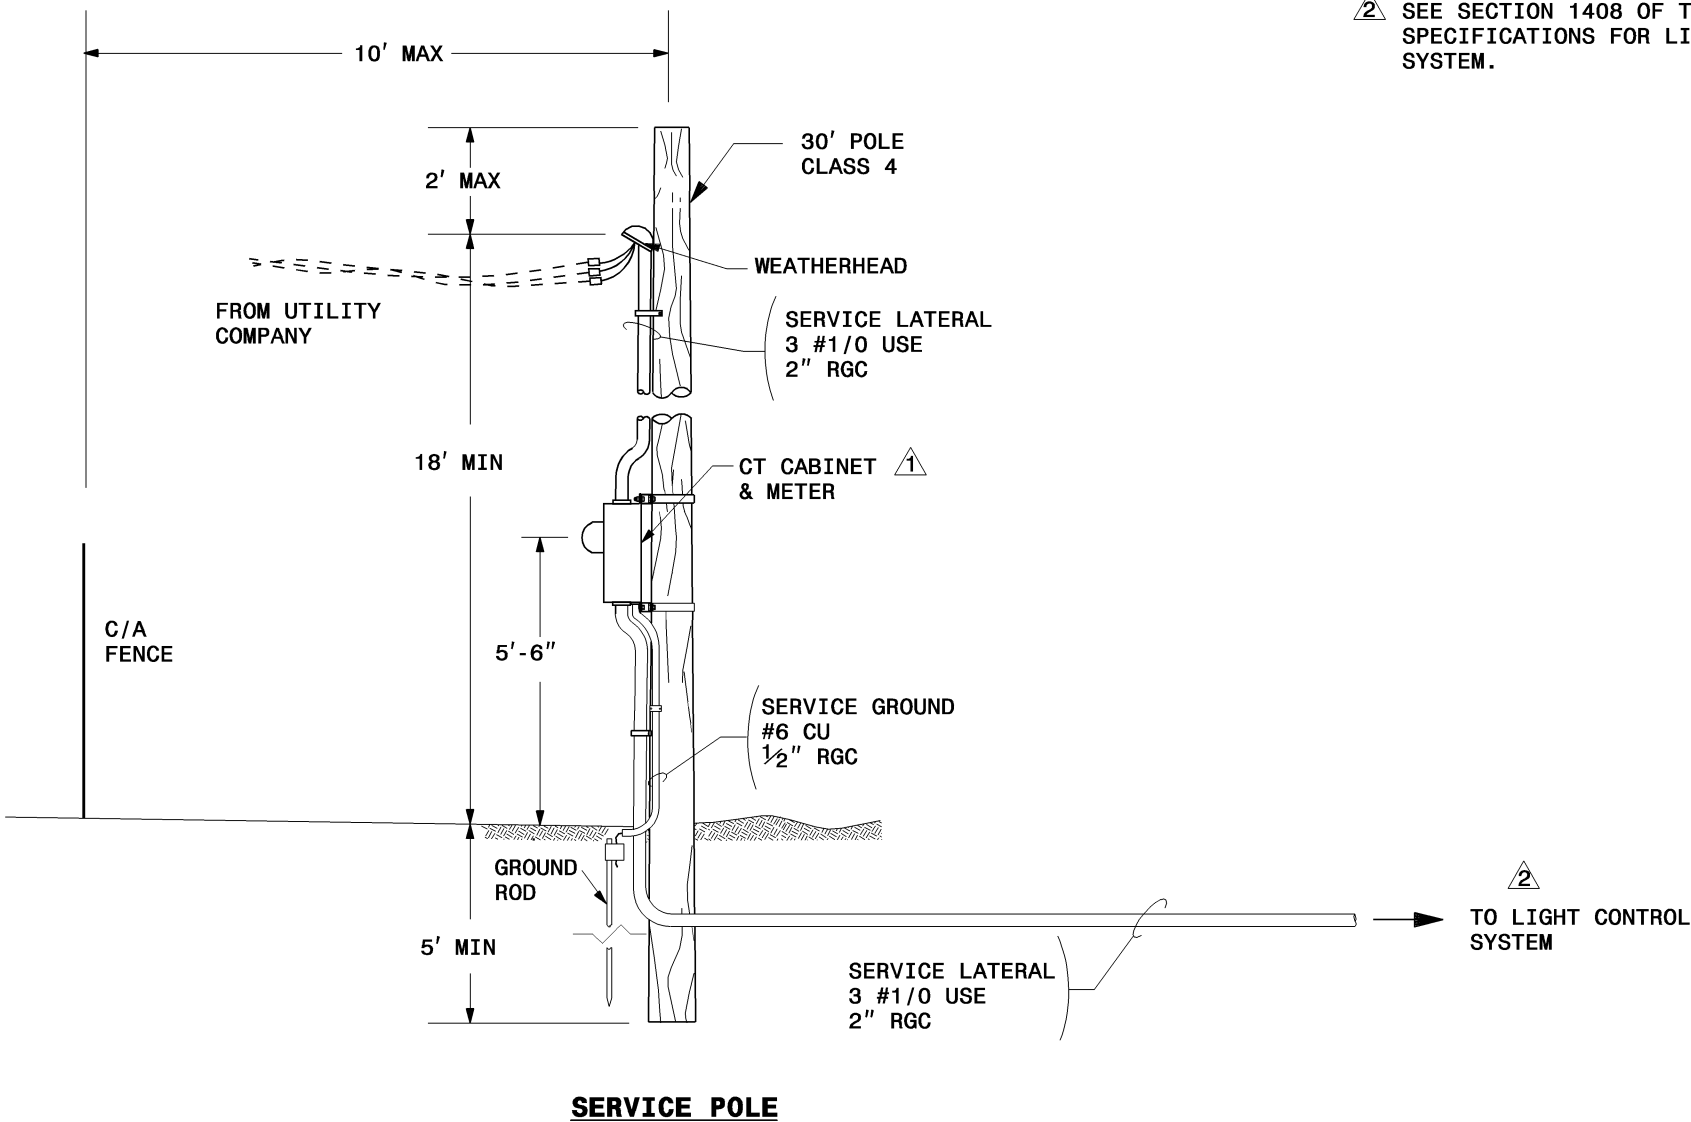 2 SEE SECTION 1408 OF T
SPECIFICATIONS FOR LI
SYSTEM.
10' MAX
30' POLE
CLASS 4
2' MAX
WEATHERHEAD
FROM UTILITY
COMPANY
SERVICE LATERAL
3 #1/0 USE
2" RGC
18' MIN
CT CABINET 1
& METER
C/A
FENCE
5'-6"
SERVICE GROUND
#6 CU
1/2" RGC
GROUND
ROD
2
TO LIGHT CONTROL
SYSTEM
5' MIN
SERVICE LATERAL
3 #1/0 USE
2" RGC
SERVICE POLE